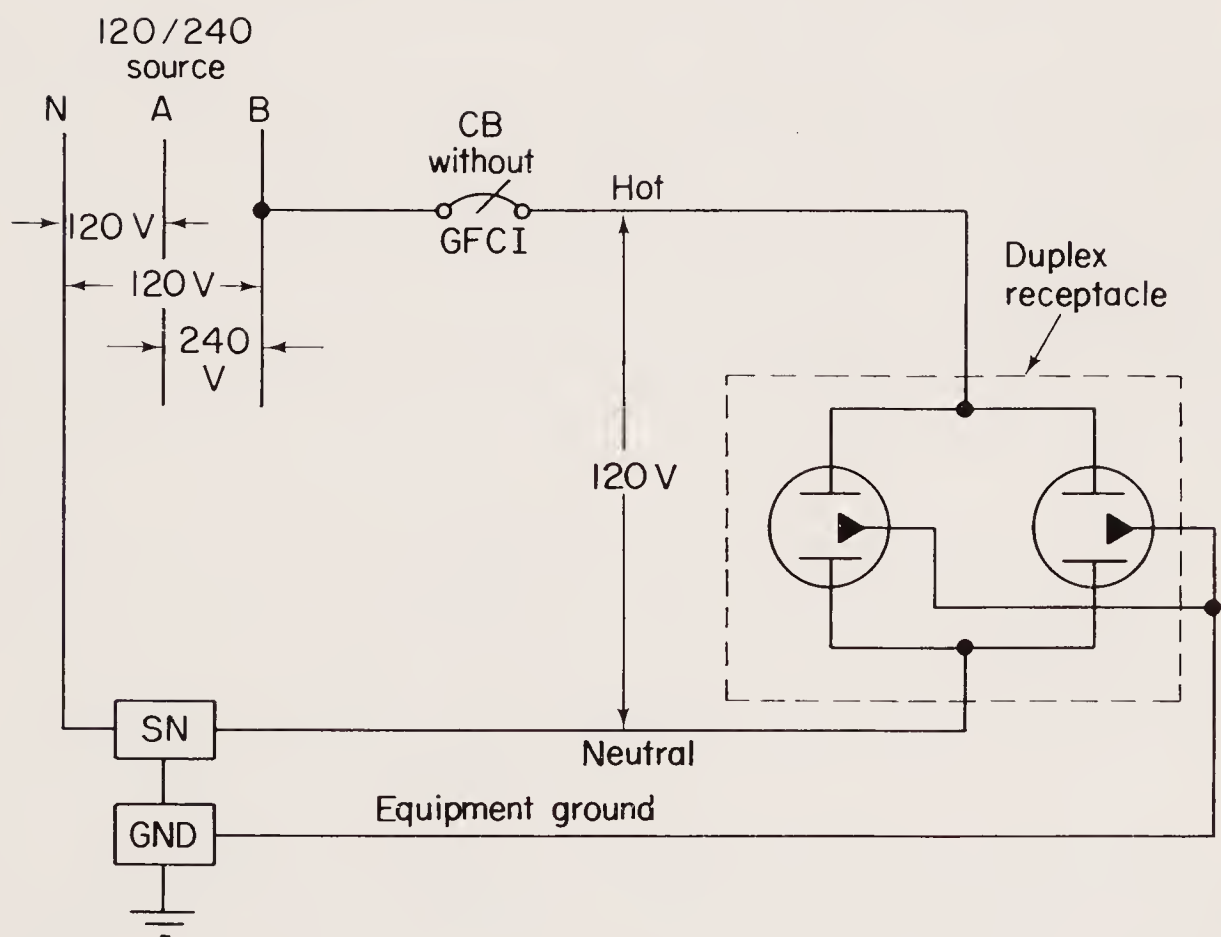 120/240
source
N A B
CB
without
GFCI
Hot
120 V
120 V
240
V
Duplex
receptacle
120 V
SN
Neutral
Equipment ground
GND